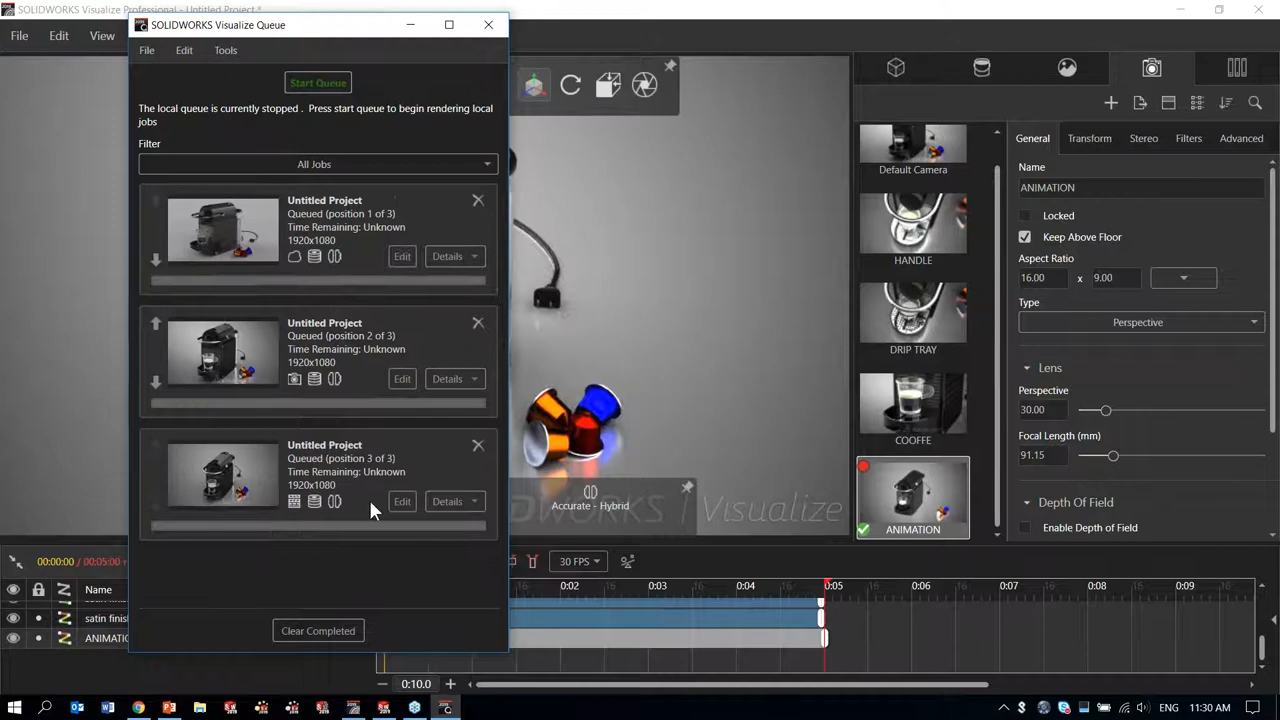 SOLIDWORKS Visualize Professional - Untitled Project *
File Edit View
SOLIDWORKS Visualize Queue
File Edit Tools
Start Queue
The local queue is currently stopped . Press start queue to begin rendering local
jobs
Filter
All Jobs
Untitled Project
Queued (position 1 of 3)
Time Remaining: Unknown
1920x1080
Edit Details
Untitled Project
Queued (position 2 of 3)
Time Remaining: Unknown
1920x1080
Edit Details
Untitled Project
Queued (position 3 of 3)
Time Remaining: Unknown
1920x1080
Edit Details
Clear Completed
Accurate - Hybrid
Visualize
Default Camera
HANDLE
DRIP TRAY
COOFFE
ANIMATION
General Transform Stereo Filters Advanced
Name
ANIMATION
Locked
Keep Above Floor
Aspect Ratio
16.00 x 9.00
Type
Perspective
Lens
Perspective
30.00
Focal Length (mm)
91.15
Depth Of Field
Enable Depth of Field
00:00:00 / 00:05:00
30 FPS
Name
0:02 0:03 0:04 0:05 0:06 0:07 0:08 0:09
satin finis
ANIMATIO
0:10.0
ENG 11:30 AM